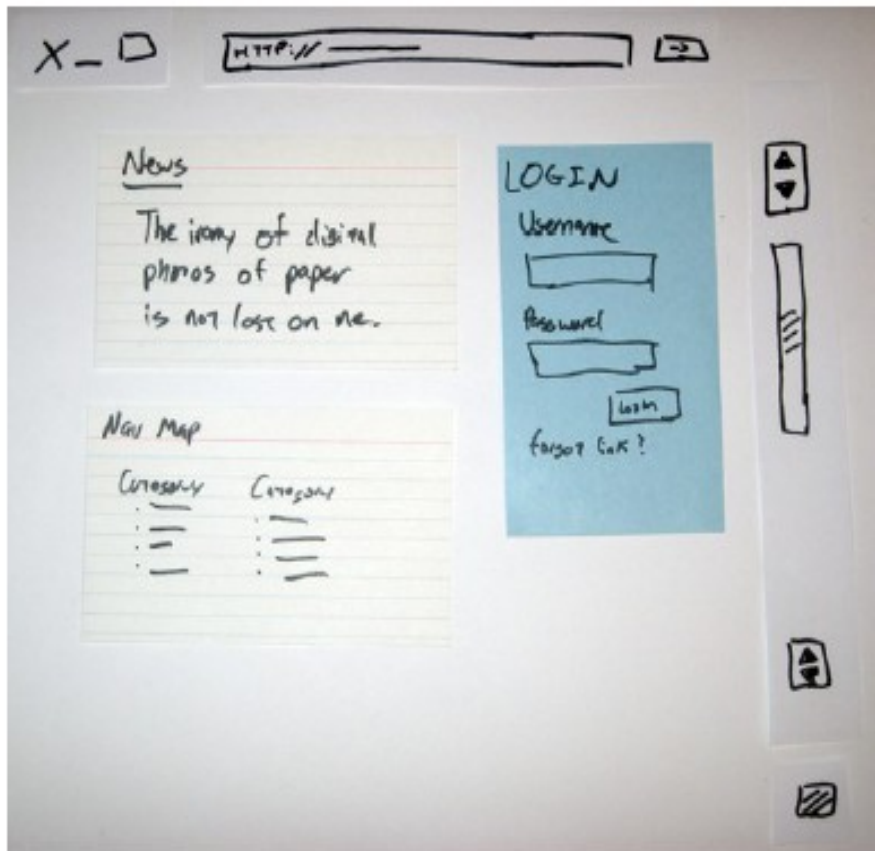 X _
HTTP://
News
The irony of digital
photos of paper
is not lost on me.
LOGIN
Username
Password
Login
forgot link?
Nav Map
Category Category